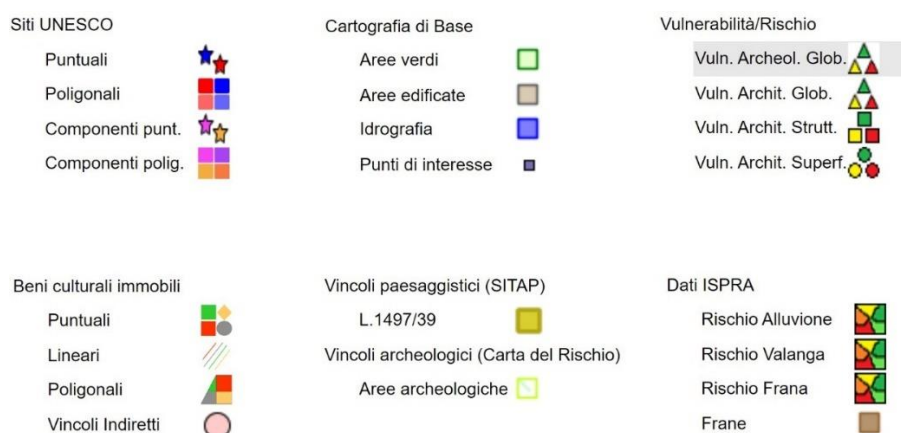 Siti UNESCO
Puntuali
Poligonali
Componenti punt.
Componenti polig.
Cartografia di Base
Aree verdi
Aree edificate
Idrografia
Punti di interesse
Vulnerabilità/Rischio
Vuln. Archeol. Glob.
Vuln. Archit. Glob.
Vuln. Archit. Strutt.
Vuln. Archit. Superf.
Beni culturali immobili
Puntuali
Lineari
Poligonali
Vincoli Indiretti
Vincoli paesaggistici (SITAP)
L.1497/39
Vincoli archeologici (Carta del Rischio)
Aree archeologiche
Dati ISPRA
Rischio Alluvione
Rischio Valanga
Rischio Frana
Frane